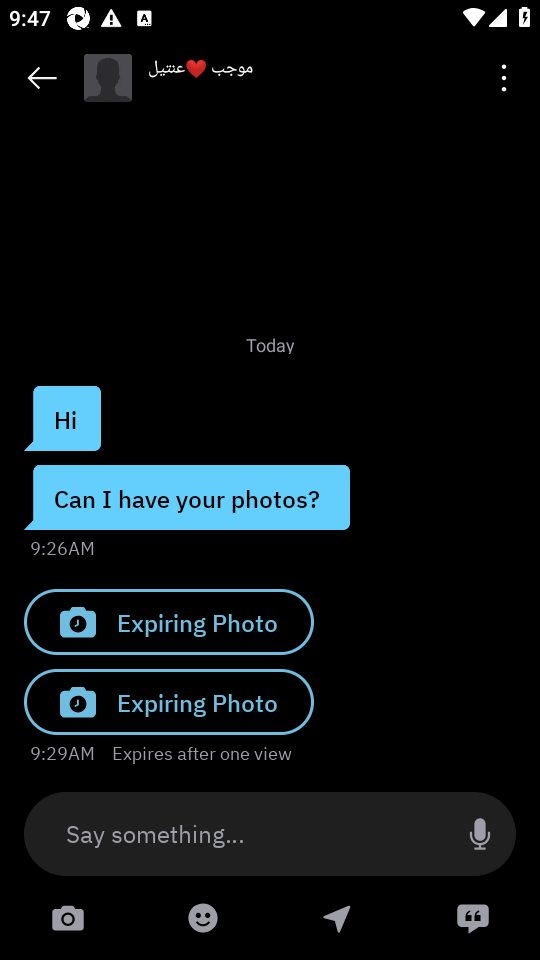 9:47
موجب ❤️عنتيل
Today
Hi
Can I have your photos?
9:26AM
Expiring Photo
Expiring Photo
9:29AM Expires after one view
Say something...